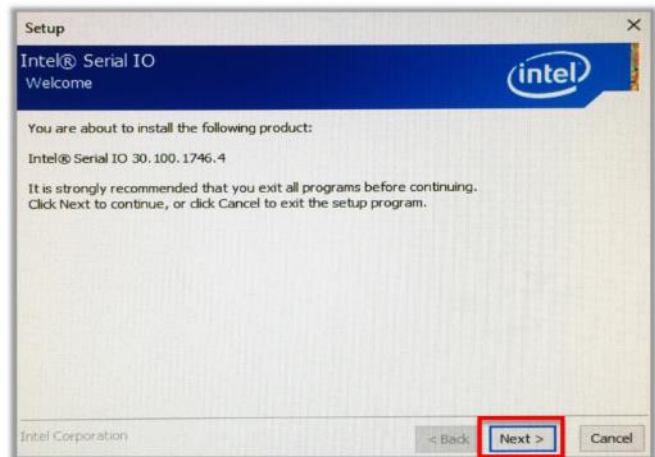 Setup
Intel® Serial IO
Welcome
intel
You are about to install the following product:
Intel® Serial IO 30.100.1746.4
It is strongly recommended that you exit all programs before continuing.
Click Next to continue, or click Cancel to exit the setup program.
Intel Corporation
< Back
Next >
Cancel